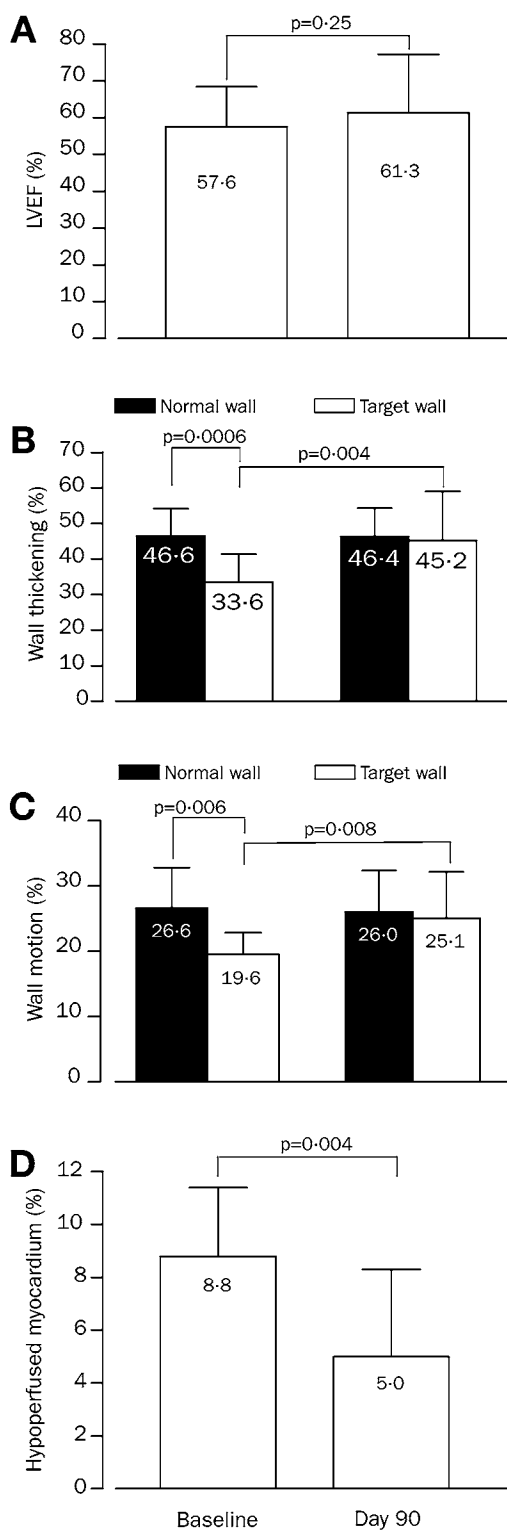 A
p=0·25
LVEF (%)
80
70
60
50
40
30
20
10
0
57·6
61·3
Normal wall
Target wall
B
p=0·0006
p=0·004
Wall thickening (%)
70
60
50
40
30
20
10
0
46·6
33·6
46·4
45·2
Normal wall
Target wall
C
p=0·006
p=0·008
Wall motion (%)
40
30
20
10
0
26·6
19·6
26·0
25·1
D
p=0·004
Hypoperfused myocardium (%)
12
10
8
6
4
2
0
8·8
5·0
Baseline
Day 90